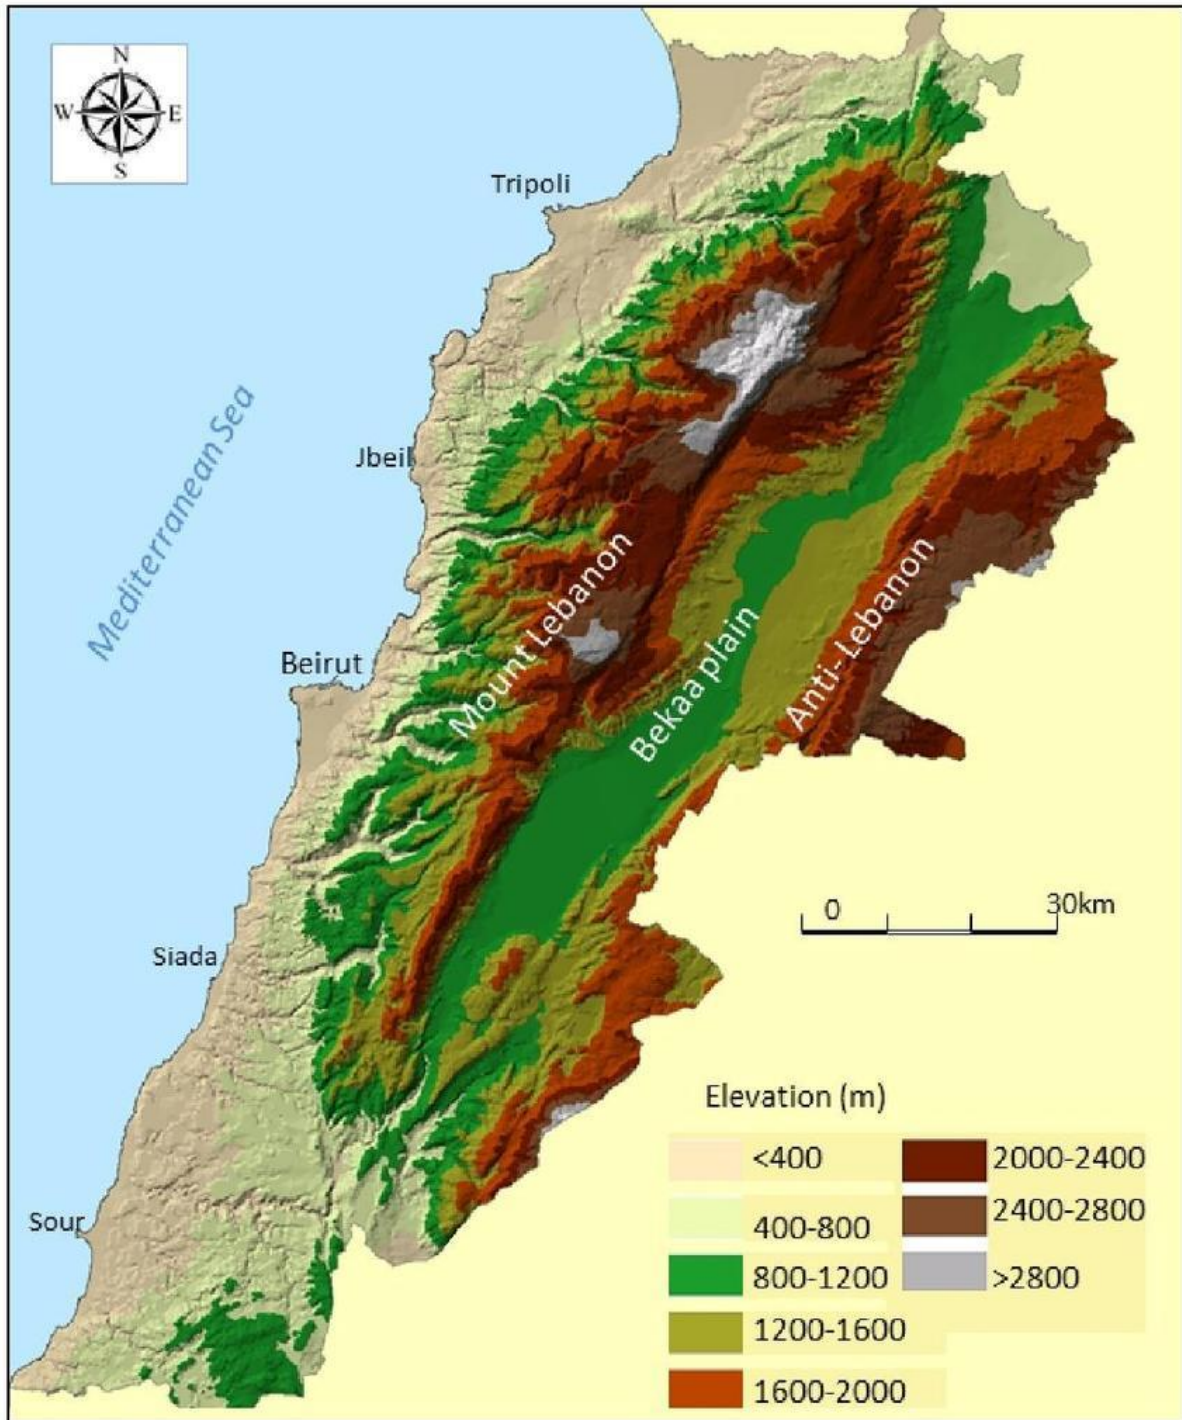 N
W E
S
Tripoli
Mediterranean Sea
Jbeil
Mount Lebanon
Beirut
Bekaa plain
Anti- Lebanon
0 30km
Siada
Sour
Elevation (m)
<400
400-800
800-1200
1200-1600
1600-2000
2000-2400
2400-2800
>2800